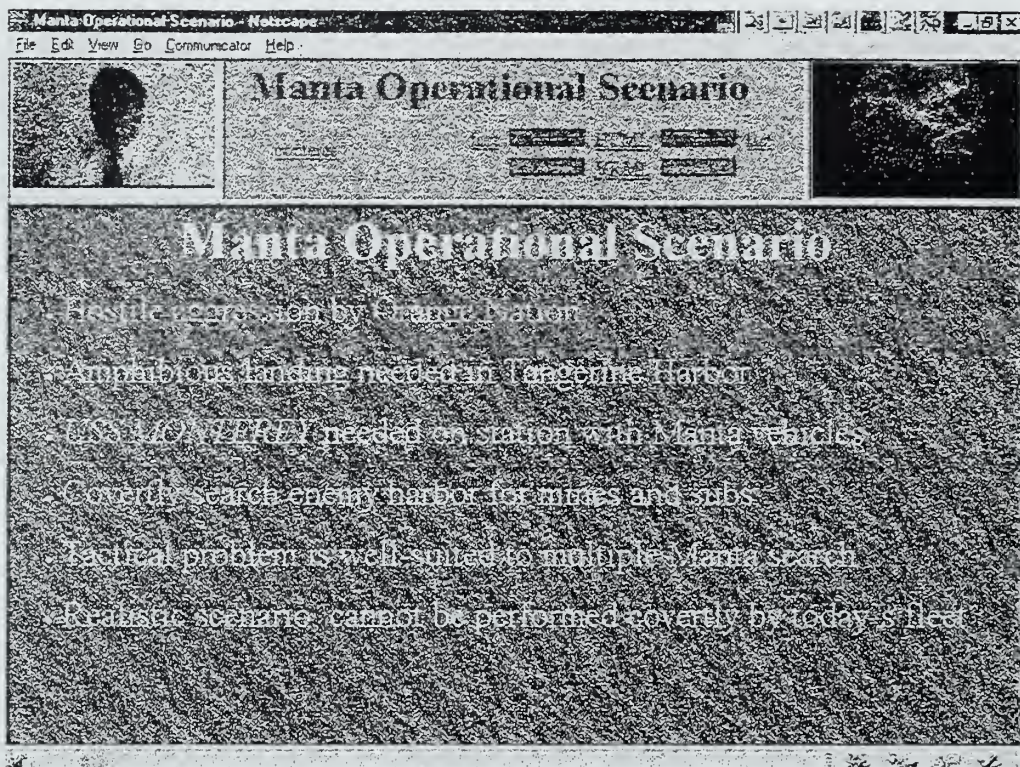 Manta Operational Scenario - Netscape
File Edit View Go Communicator Help
Manta Operational Scenario
Manta Operational Scenario
Hostile aggression by Orange Nation
Amphibious landing needed in Tangerine Harbor
USS MONTEREY needed on station with Manta vehicles
Covertly search enemy harbor for mines and subs
Tactical problem is well-suited to multiple Manta search
Realistic scenario cannot be performed covertly by today's fleet